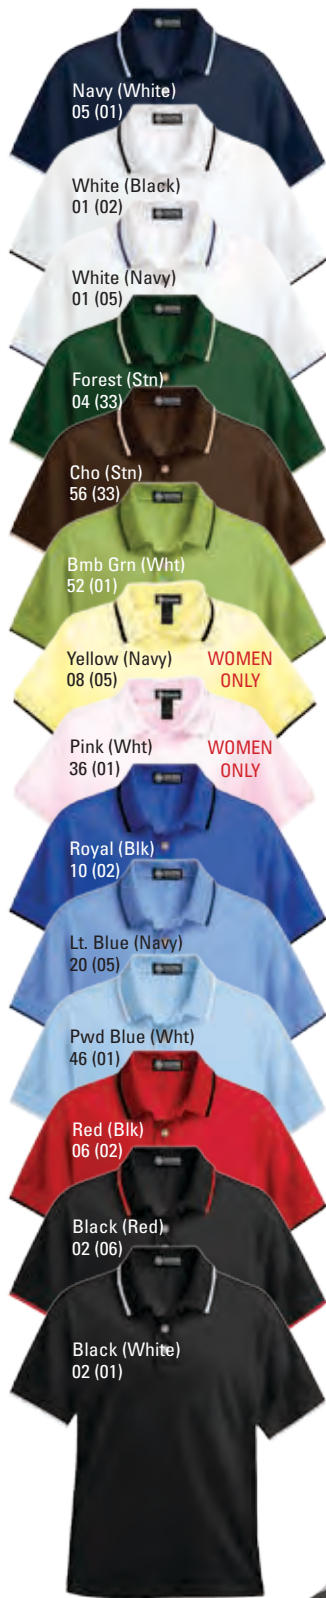 Navy (White)
05 (01)
White (Black)
01 (02)
White (Navy)
01 (05)
Forest (Stn)
04 (33)
Cho (Stn)
56 (33)
Bmb Grn (Wht)
52 (01)
Yellow (Navy)
08 (05)
WOMEN
ONLY
Pink (Wht)
36 (01)
WOMEN
ONLY
Royal (Blk)
10 (02)
Lt. Blue (Navy)
20 (05)
Pwd Blue (Wht)
46 (01)
Red (Blk)
06 (02)
Black (Red)
02 (06)
Black (White)
02 (01)